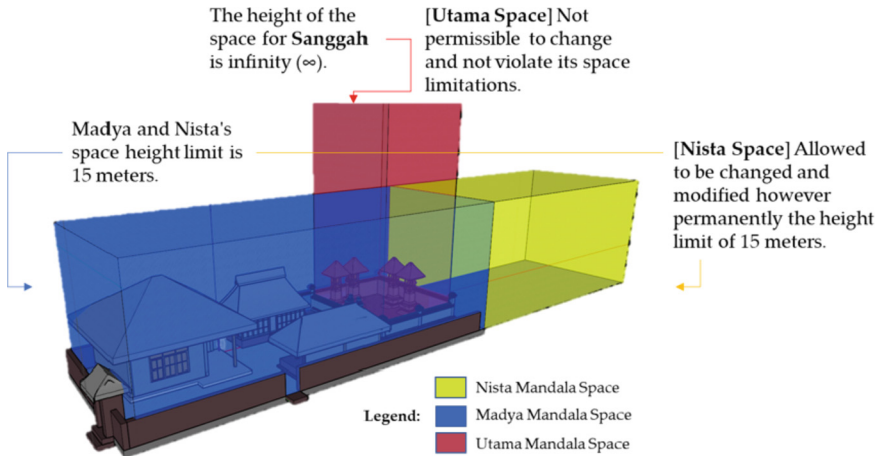 The height of the
space for Sanggah
is infinity (∞).
[Utama Space] Not
permissible to change
and not violate its space
limitations.
Madya and Nista's
space height limit is
15 meters.
[Nista Space] Allowed
to be changed and
modified however
permanently the height
limit of 15 meters.
Legend:
Nista Mandala Space
Madya Mandala Space
Utama Mandala Space